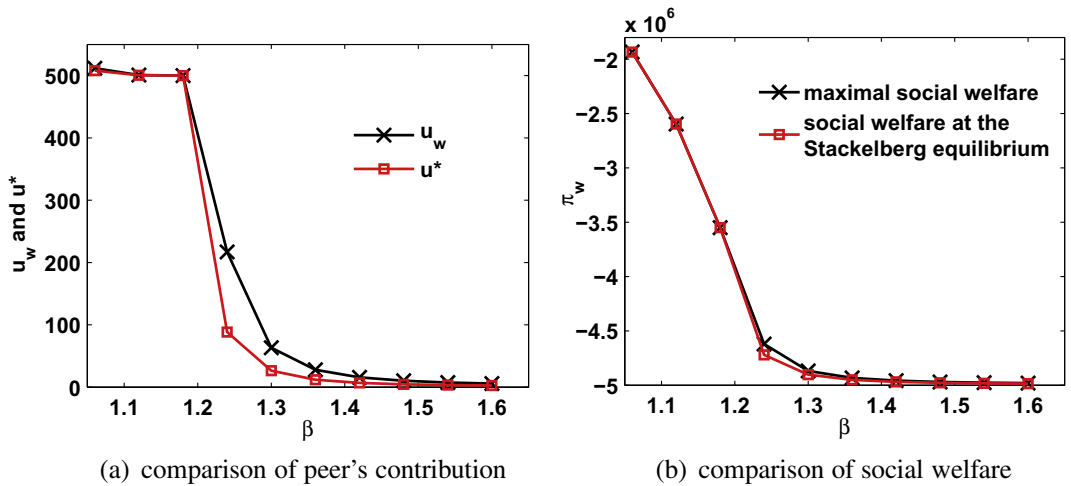 500
400
300
200
100
0
1.1 1.2 1.3 1.4 1.5 1.6
β
u_w and u*
u_w
u*
(a) comparison of peer's contribution
x 10^6
−2
−2.5
−3
−3.5
−4
−4.5
−5
1.1 1.2 1.3 1.4 1.5 1.6
β
π_w
maximal social welfare
social welfare at the
Stackelberg equilibrium
(b) comparison of social welfare